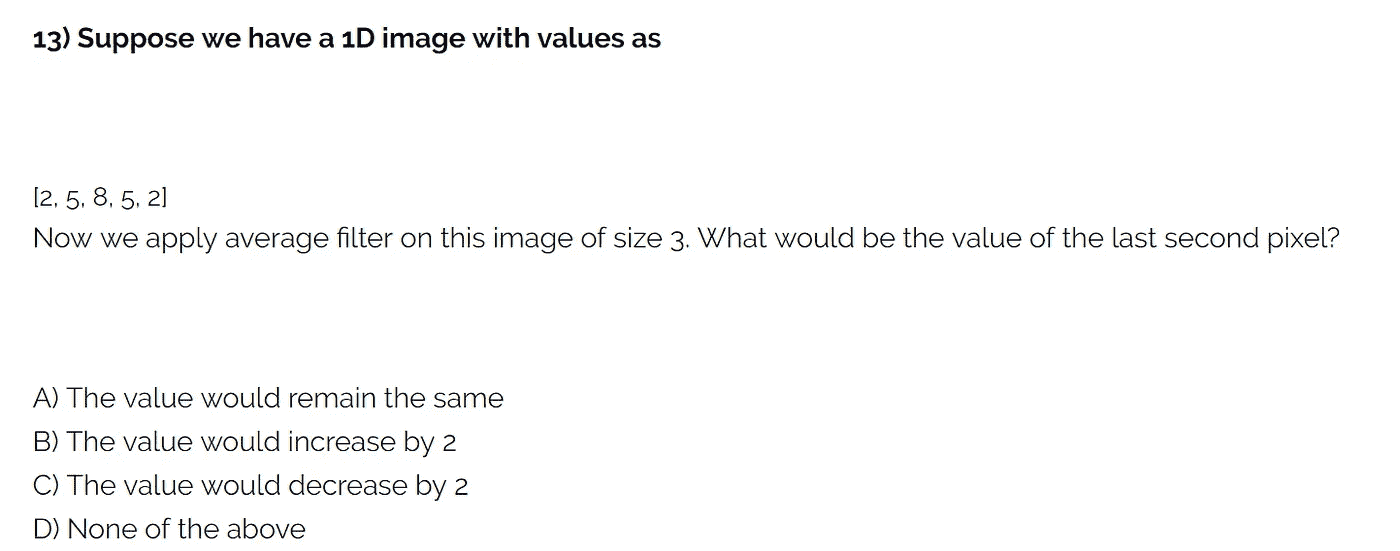 13) Suppose we have a 1D image with values as
[2, 5, 8, 5, 2]
Now we apply average filter on this image of size 3. What would be the value of the last second pixel?
A) The value would remain the same
B) The value would increase by 2
C) The value would decrease by 2
D) None of the above